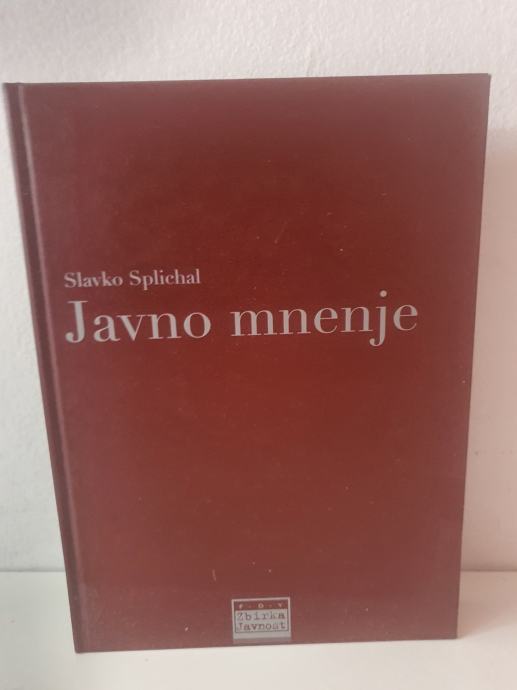 Slavko Splichal
Javno mnenje
F · D · V
Zbirka
Javnost